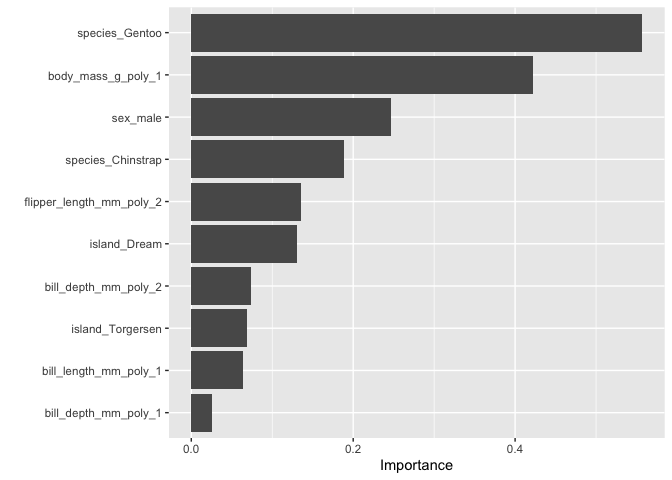 species_Gentoo
body_mass_g_poly_1
sex_male
species_Chinstrap
flipper_length_mm_poly_2
island_Dream
bill_depth_mm_poly_2
island_Torgersen
bill_length_mm_poly_1
bill_depth_mm_poly_1
0.0 0.2 0.4
Importance